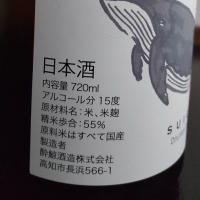 日本酒
内容量 720ml
アルコール分 15度
原材料名：米、米麹
精米歩合：55%
原料米はすべて国産
製造者
酔鯨酒造株式会社
高知市長浜566-1